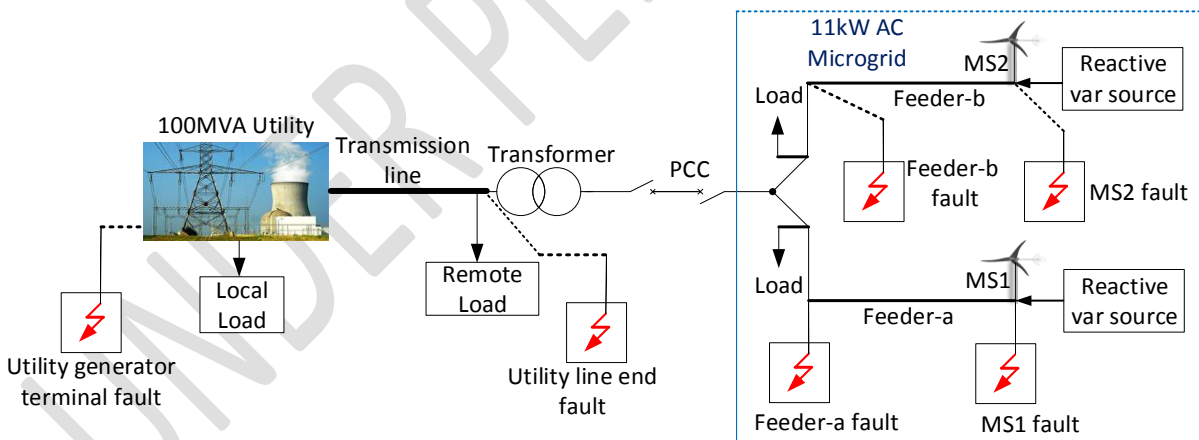 11kW AC
Microgrid
MS2
Reactive
var source
Load
Feeder-b
100MVA Utility
Transmission
line
Transformer
PCC
Feeder-b
fault
MS2 fault
Local
Load
Remote
Load
Load
MS1
Reactive
var source
Feeder-a
Utility generator
terminal fault
Utility line end
fault
Feeder-a fault
MS1 fault
UNDER PE